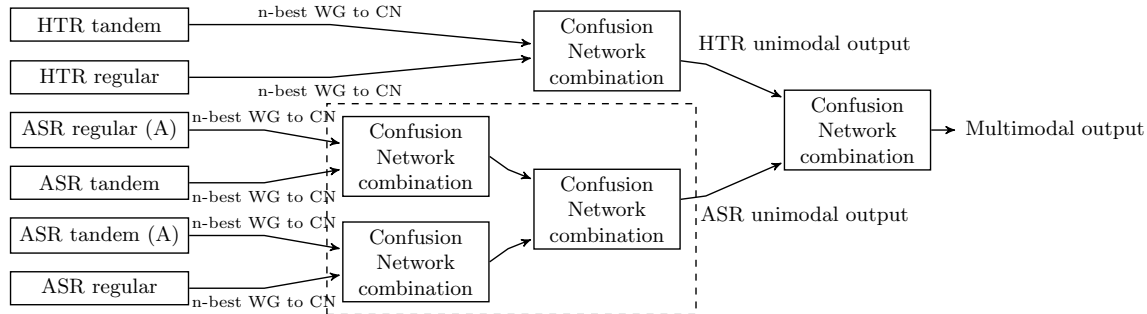 HTR tandem
n-best WG to CN
HTR regular
n-best WG to CN
Confusion
Network
combination
HTR unimodal output
ASR regular (A)
n-best WG to CN
ASR tandem
n-best WG to CN
Confusion
Network
combination
ASR tandem (A)
n-best WG to CN
ASR regular
n-best WG to CN
Confusion
Network
combination
Confusion
Network
combination
ASR unimodal output
Confusion
Network
combination
Multimodal output